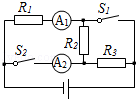 R₁ A₁ S₁
R₂
S₂ A₂ R₃